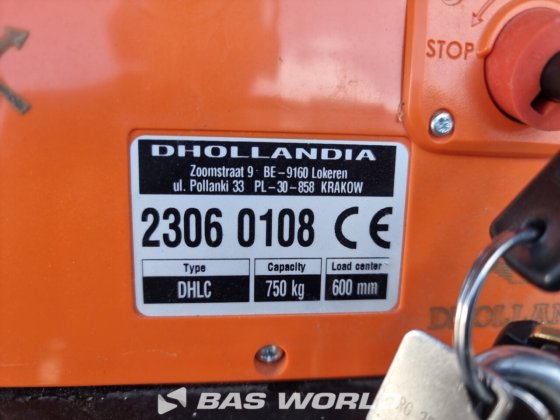 STOP
DHOLLANDIA
Zoomstraat 9 BE-9160 Lokeren
ul. Pollanki 33 PL-30-858 KRAKOW
2306 0108 CE
Type Capacity Load center
DHLC 750 kg 600 mm
DHOLLAN
BAS WORLD